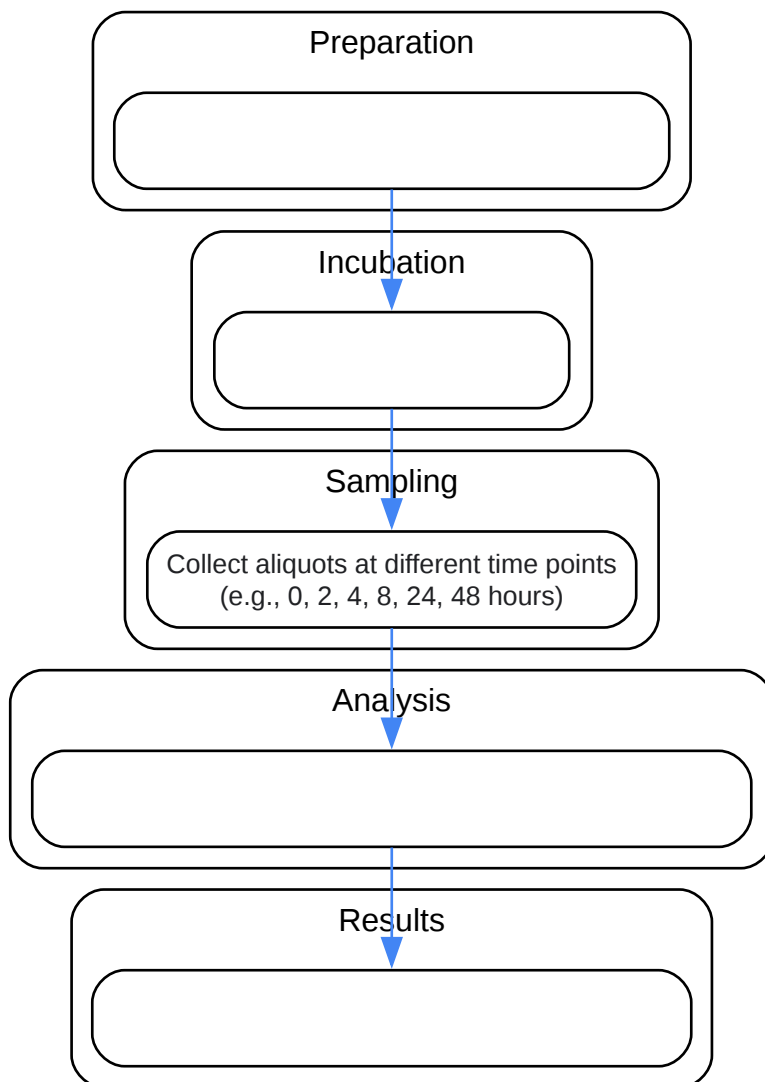 Preparation
Incubation
Sampling
Collect aliquots at different time points
(e.g., 0, 2, 4, 8, 24, 48 hours)
Analysis
Results